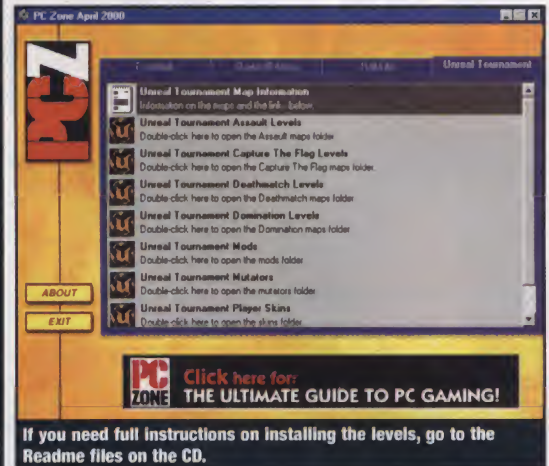 PC Zone April 2000
PCZ
Unreal Tournament
Unreal Tournament Map Information
Information on the maps and the link below.
Unreal Tournament Assault Levels
Double-click here to open the Assault maps folder
Unreal Tournament Capture The Flag Levels
Double-click here to open the Capture The Flag maps folder.
Unreal Tournament Deathmatch Levels
Double-click here to open the Deathmatch maps folder
Unreal Tournament Domination Levels
Double-click here to open the Domination maps folder
Unreal Tournament Mods
Double-click here to open the mods folder
Unreal Tournament Mutators
Double-click here to open the mutators folder
Unreal Tournament Player Skins
Double-click here to open the skins folder
ABOUT
EXIT
PC
ZONE
Click here for:
THE ULTIMATE GUIDE TO PC GAMING!
If you need full instructions on installing the levels, go to the
Readme files on the CD.